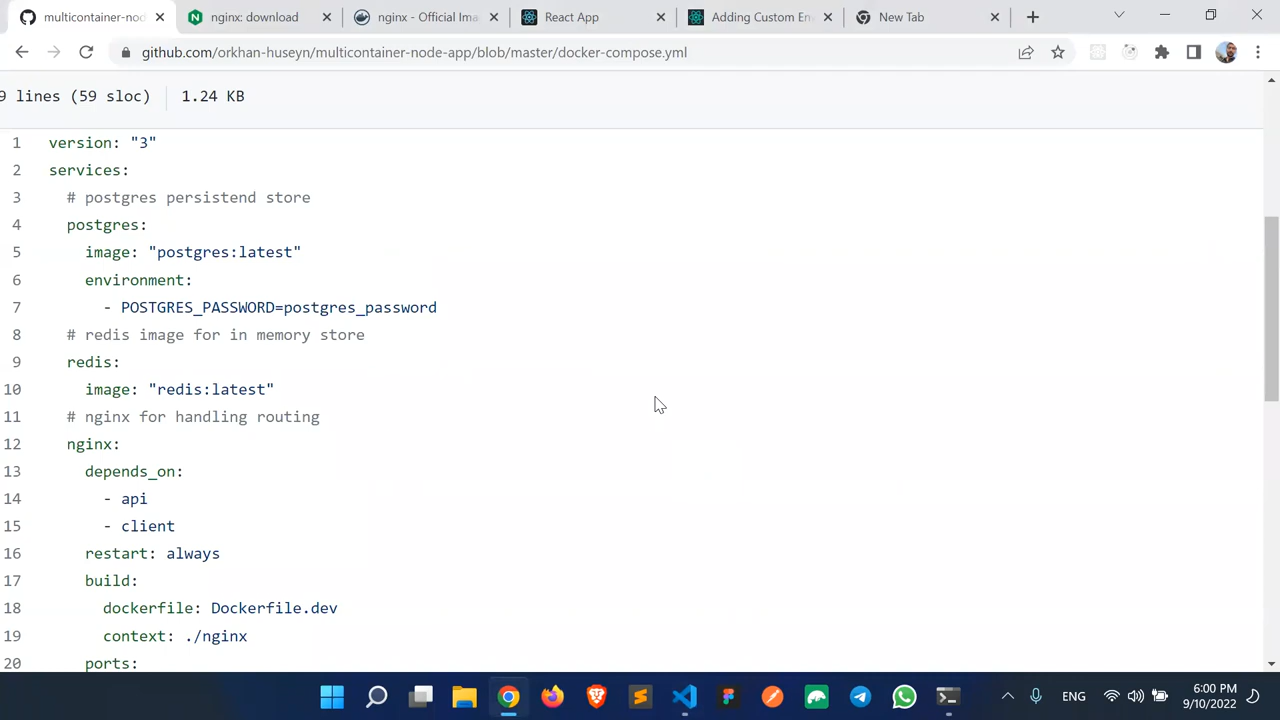 multicontainer-nod
nginx: download
nginx - Official Ima
React App
Adding Custom En
New Tab
github.com/orkhan-huseyn/multicontainer-node-app/blob/master/docker-compose.yml
9 lines (59 sloc) 1.24 KB
1 version: "3"
2 services:
3 # postgres persistend store
4 postgres:
5 image: "postgres:latest"
6 environment:
7 - POSTGRES_PASSWORD=postgres_password
8 # redis image for in memory store
9 redis:
10 image: "redis:latest"
11 # nginx for handling routing
12 nginx:
13 depends_on:
14 - api
15 - client
16 restart: always
17 build:
18 dockerfile: Dockerfile.dev
19 context: ./nginx
20 ports:
ENG
6:00 PM
9/10/2022